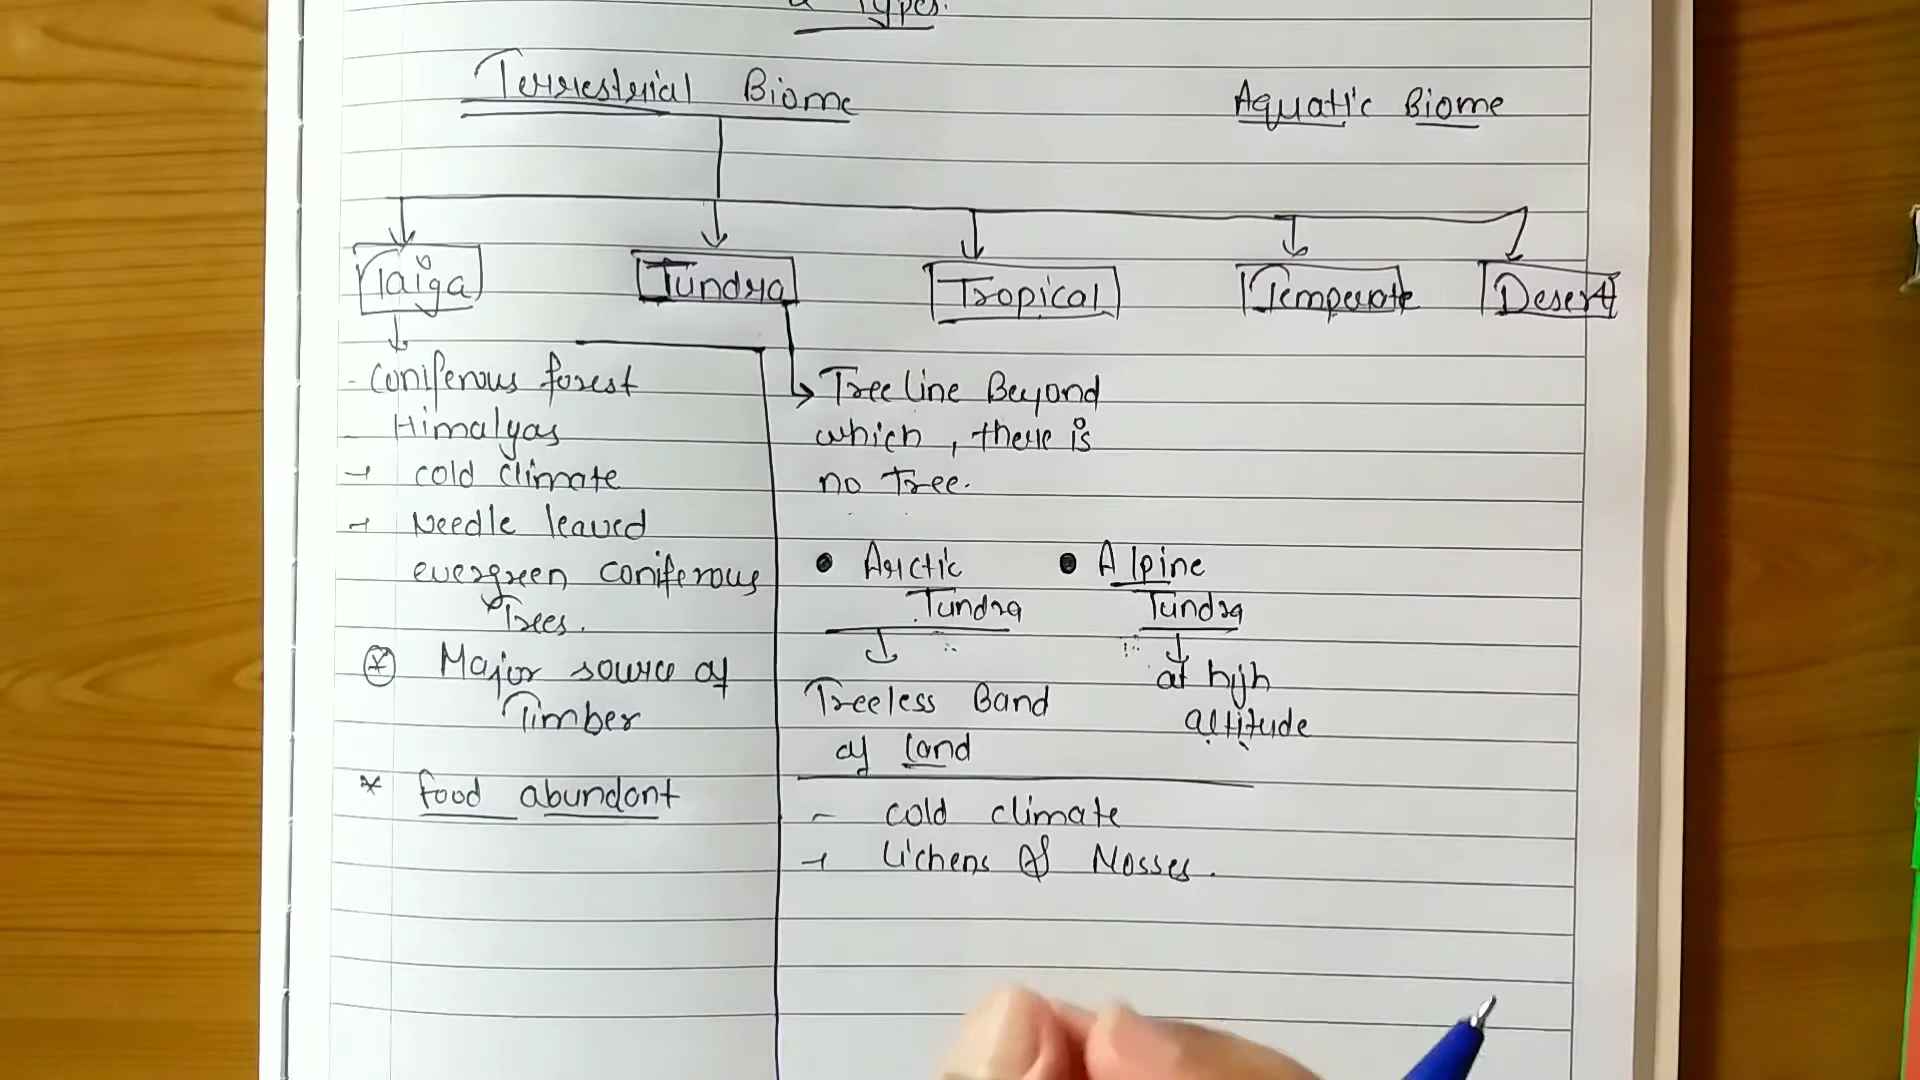 & Types.
Terrestrial Biome
Aquatic Biome
Taiga
Tundra
Tropical
Temperate
Desert
- Coniferous forest
- Himalyas
→ cold climate
→ Needle leaved
evergreen coniferous
Trees.
* Major source of
Timber
* food abundant
→ Tree line Beyond
which, there is
no Tree.
• Arctic
Tundra
• Alpine
Tundra
Treeless Band
of land
at high
altitude
- cold climate
→ Lichens & Mosses.